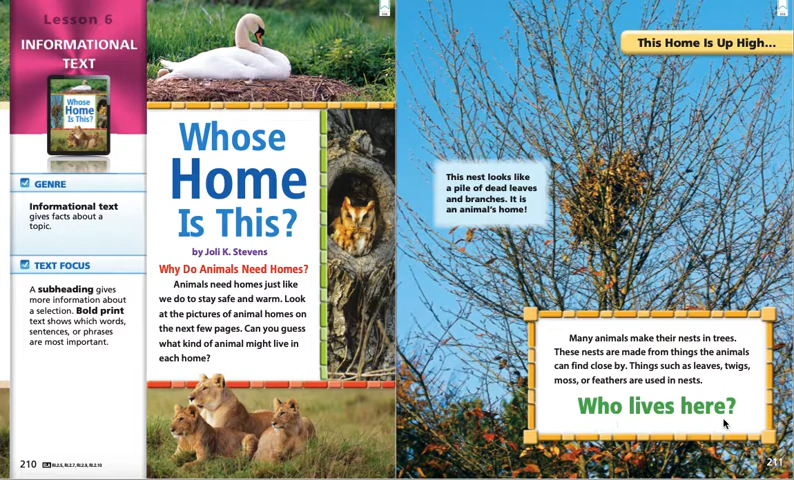 Lesson 6
INFORMATIONAL
TEXT
Whose
Home
Is This?
GENRE
Informational text
gives facts about a
topic.
TEXT FOCUS
A subheading gives
more information about
a selection. Bold print
text shows which words,
sentences, or phrases
are most important.
210
Whose
Home
Is This?
by Joli K. Stevens
Why Do Animals Need Homes?
Animals need homes just like
we do to stay safe and warm. Look
at the pictures of animal homes on
the next few pages. Can you guess
what kind of animal might live in
each home?
This Home Is Up High...
This nest looks like
a pile of dead leaves
and branches. It is
an animal's home!
Many animals make their nests in trees.
These nests are made from things the animals
can find close by. Things such as leaves, twigs,
moss, or feathers are used in nests.
Who lives here?
211